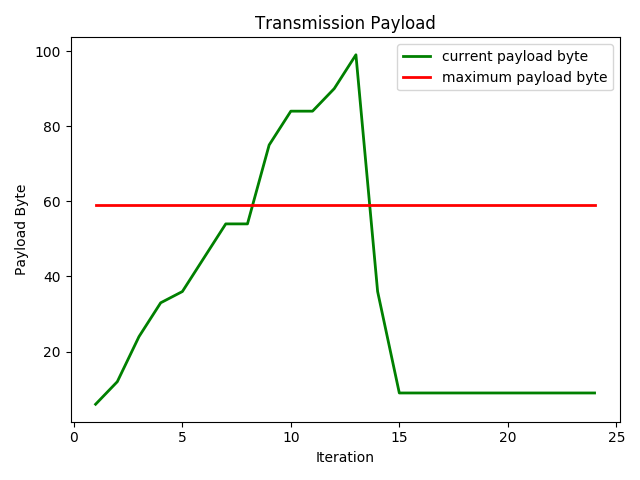 Transmission Payload
current payload byte
maximum payload byte
100
80
60
40
20
Payload Byte
0
5
10
15
20
25
Iteration